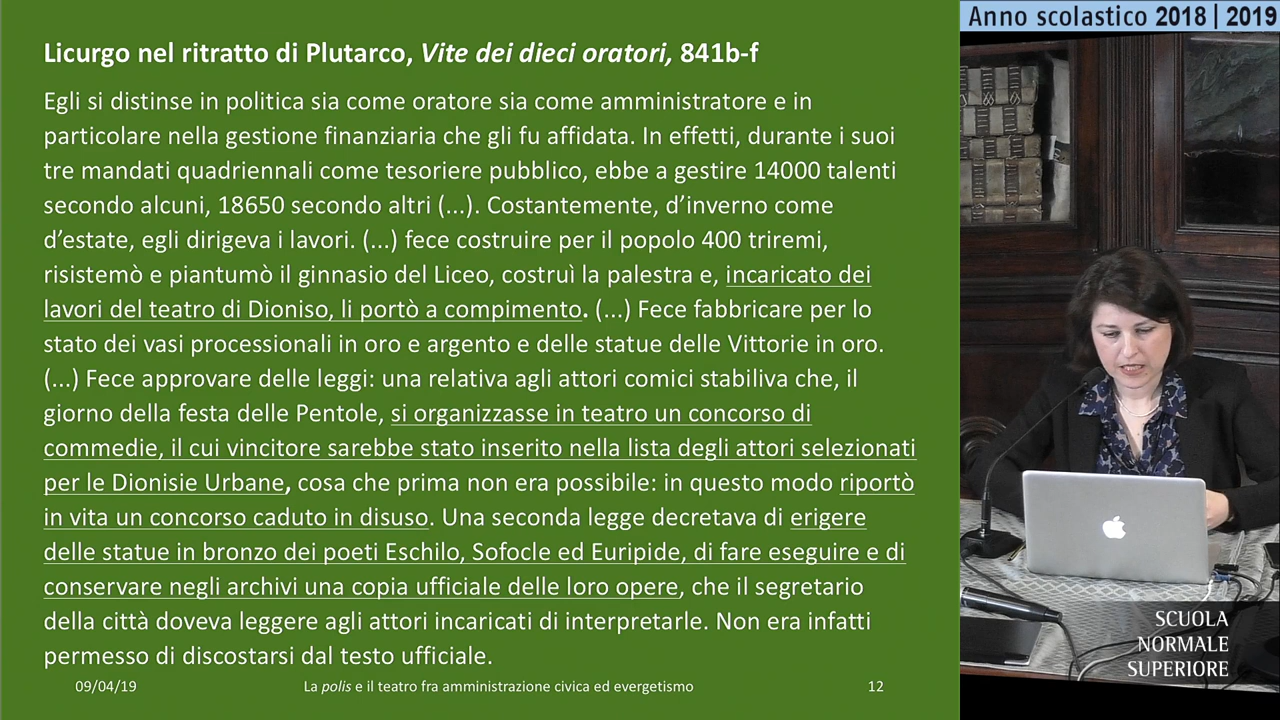 Licurgo nel ritratto di Plutarco, Vite dei dieci oratori, 841b-f
Egli si distinse in politica sia come oratore sia come amministratore e in
particolare nella gestione finanziaria che gli fu affidata. In effetti, durante i suoi
tre mandati quadriennali come tesoriere pubblico, ebbe a gestire 14000 talenti
secondo alcuni, 18650 secondo altri (...). Costantemente, d’inverno come
d’estate, egli dirigeva i lavori. (...) fece costruire per il popolo 400 triremi,
risistemò e piantumò il ginnasio del Liceo, costruì la palestra e, incaricato dei
lavori del teatro di Dioniso, li portò a compimento. (...) Fece fabbricare per lo
stato dei vasi processionali in oro e argento e delle statue delle Vittorie in oro.
(...) Fece approvare delle leggi: una relativa agli attori comici stabiliva che, il
giorno della festa delle Pentole, si organizzasse in teatro un concorso di
commedie, il cui vincitore sarebbe stato inserito nella lista degli attori selezionati
per le Dionisie Urbane, cosa che prima non era possibile: in questo modo riportò
in vita un concorso caduto in disuso. Una seconda legge decretava di erigere
delle statue in bronzo dei poeti Eschilo, Sofocle ed Euripide, di fare eseguire e di
conservare negli archivi una copia ufficiale delle loro opere, che il segretario
della città doveva leggere agli attori incaricati di interpretarle. Non era infatti
permesso di discostarsi dal testo ufficiale.
09/04/19
La polis e il teatro fra amministrazione civica ed evergetismo
12
Anno scolastico 2018 | 2019
SCUOLA
NORMALE
SUPERIORE